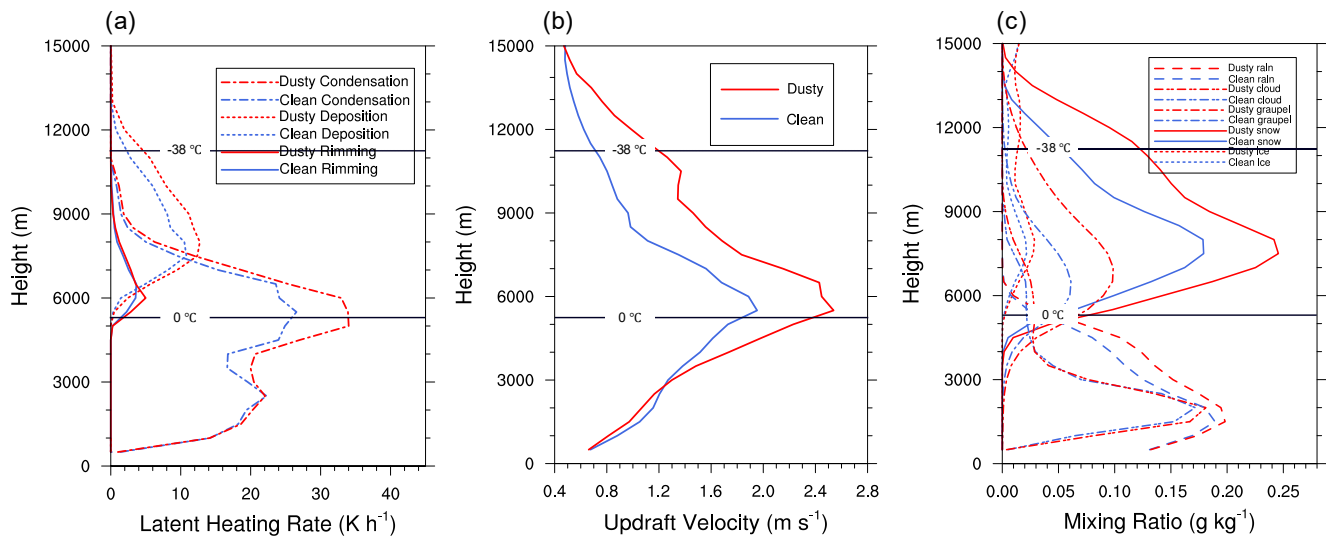 (a)
15000
12000
9000
6000
3000
0
Height (m)
Dusty Condensation
Clean Condensation
Dusty Deposition
Clean Deposition
Dusty Rimming
Clean Rimming
-38 °C
0 °C
0 10 20 30 40
Latent Heating Rate (K h⁻¹)
(b)
15000
12000
9000
6000
3000
0
Height (m)
Dusty
Clean
-38 °C
0 °C
0.4 0.8 1.2 1.6 2.0 2.4 2.8
Updraft Velocity (m s⁻¹)
(c)
15000
12000
9000
6000
3000
0
Height (m)
Dusty rain
Clean rain
Dusty cloud
Clean cloud
Dusty graupel
Clean graupel
Dusty snow
Clean snow
Dusty Ice
Clean Ice
-38 °C
0 °C
0.00 0.05 0.10 0.15 0.20 0.25
Mixing Ratio (g kg⁻¹)